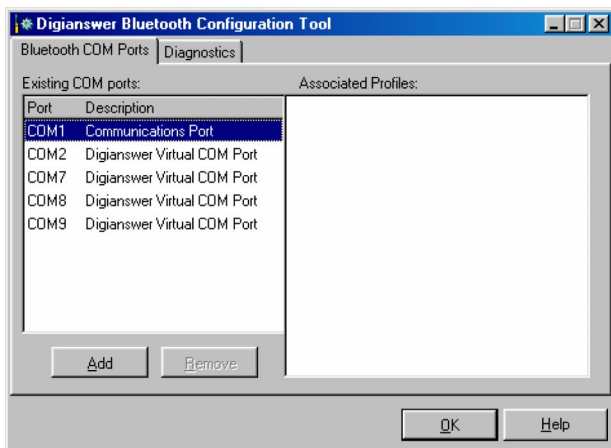 Digianswer Bluetooth Configuration Tool
Bluetooth COM Ports Diagnostics
Existing COM ports: Associated Profiles:
Port Description
COM1 Communications Port
COM2 Digianswer Virtual COM Port
COM7 Digianswer Virtual COM Port
COM8 Digianswer Virtual COM Port
COM9 Digianswer Virtual COM Port
Add Remove
OK Help